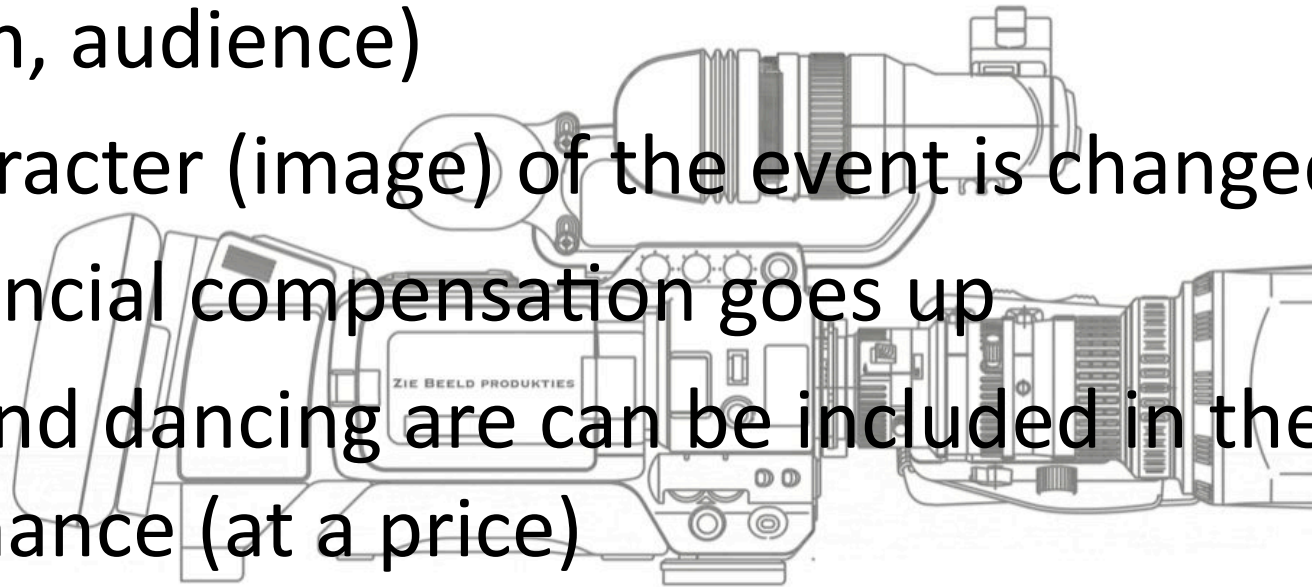 n, audience)
racter (image) of the event is changed
ncial compensation goes up
ZIE BEELD PRODUKTIES
nd dancing are can be included in the
nance (at a price)